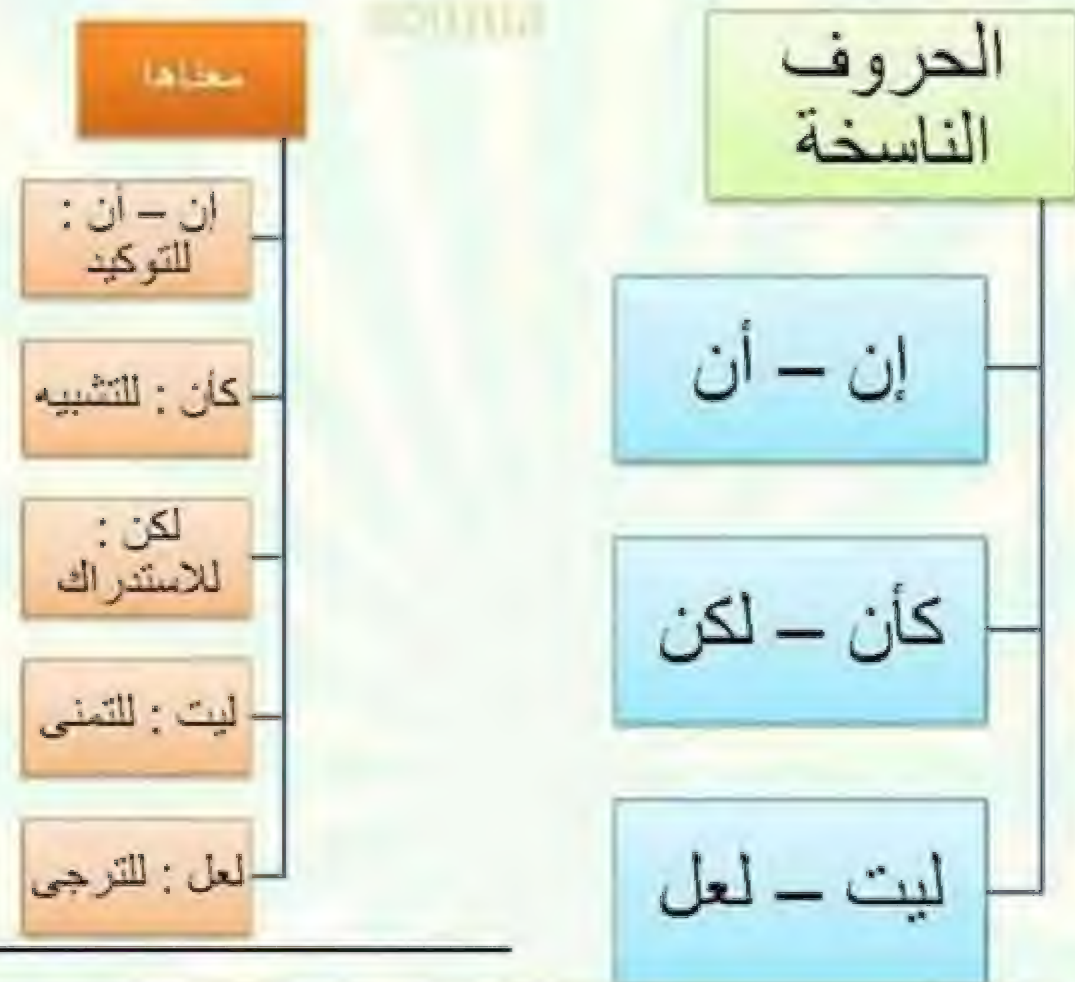 الحروف
الناسخة
إن – أن
كأن – لكن
ليت – لعل
معناها
إن – أن :
للتوكيد
كأن : للتشبيه
لكن :
للاستدراك
ليت : للتمنى
لعل : للترجى